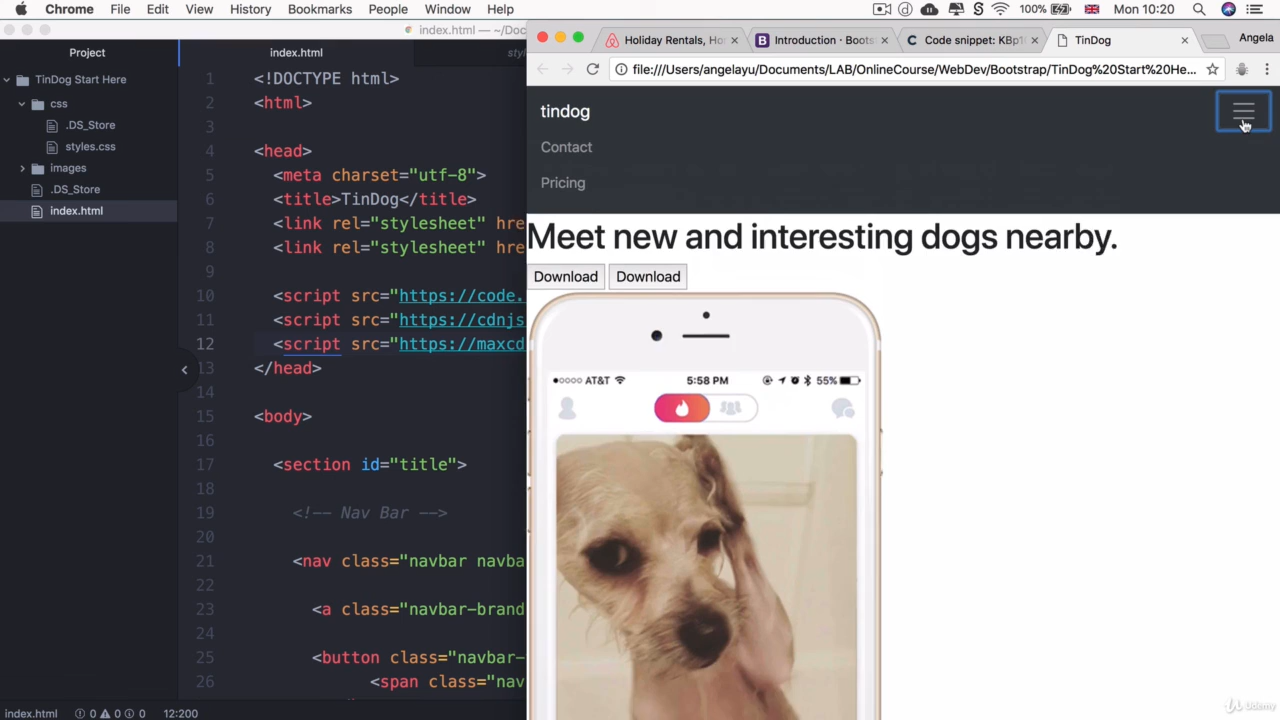 Chrome File Edit View History Bookmarks People Window Help 100% Mon 10:20
index.html — ~/Doc
Project
index.html
sty
Holiday Rentals, Ho
Introduction · Boots
Code snippet: KBp1
TinDog
Angela
file:///Users/angelayu/Documents/LAB/OnlineCourse/WebDev/Bootstrap/TinDog%20Start%20He...
TinDog Start Here
css
.DS_Store
styles.css
images
.DS_Store
index.html
1 <!DOCTYPE html>
2 <html>
3
4 <head>
5 <meta charset="utf-8">
6 <title>TinDog</title>
7 <link rel="stylesheet" hre
8 <link rel="stylesheet" hre
9
10 <script src="https://code.
11 <script src="https://cdnjs
12 <script src="https://maxcd
13 </head>
14
15 <body>
16
17 <section id="title">
18
19 <!-- Nav Bar -->
20
21 <nav class="navbar navba
22
23 <a class="navbar-brand
24
25 <button class="navbar-
26 <span class="nav
index.html 0 0 0 12:200
tindog
Contact
Pricing
Meet new and interesting dogs nearby.
Download Download
AT&T 5:58 PM 55%
Udemy